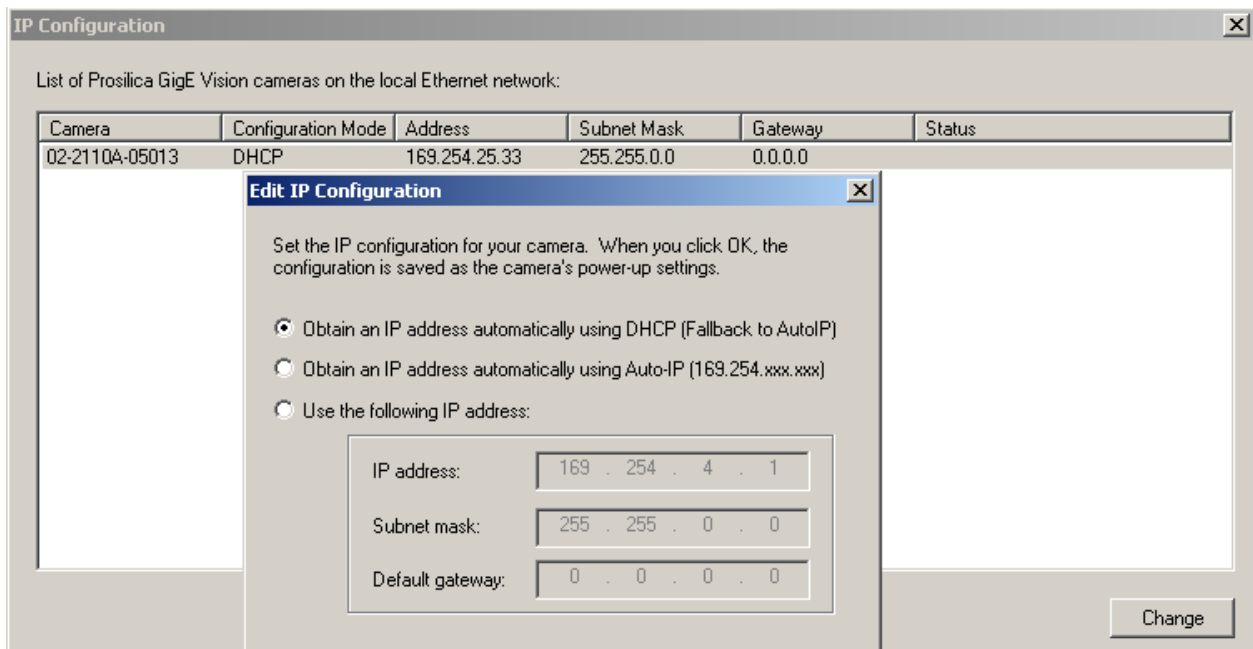 IP Configuration
List of Prosilica GigE Vision cameras on the local Ethernet network:
Camera Configuration Mode Address Subnet Mask Gateway Status
02-2110A-05013 DHCP 169.254.25.33 255.255.0.0 0.0.0.0
Edit IP Configuration
Set the IP configuration for your camera. When you click OK, the
configuration is saved as the camera's power-up settings.
Obtain an IP address automatically using DHCP (Fallback to AutoIP)
Obtain an IP address automatically using Auto-IP (169.254.xxx.xxx)
Use the following IP address:
IP address: 169 . 254 . 4 . 1
Subnet mask: 255 . 255 . 0 . 0
Default gateway: 0 . 0 . 0 . 0
Change